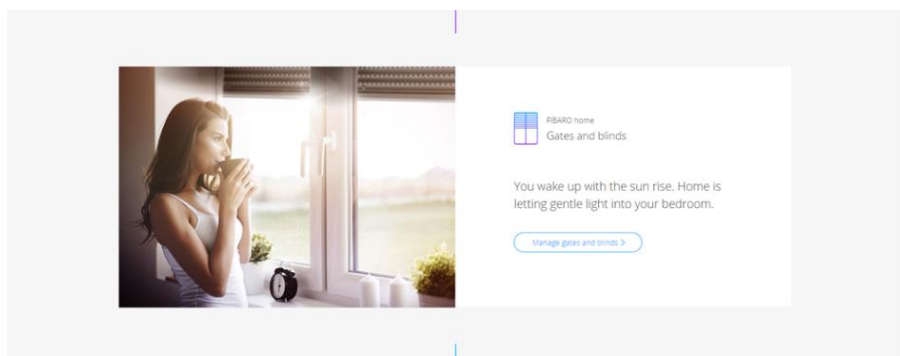 FIBARO home
Gates and blinds
You wake up with the sun rise. Home is
letting gentle light into your bedroom.
Manage gates and blinds >